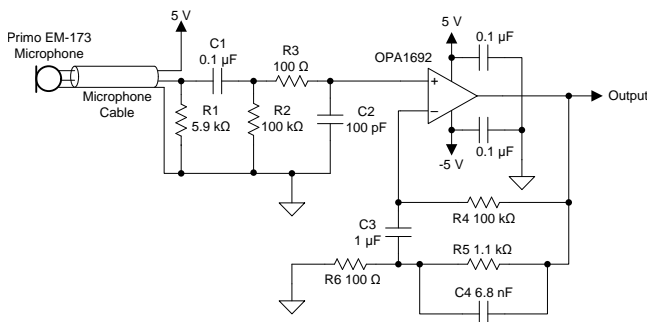 5 V
Primo EM-173
Microphone
Microphone
Cable
C1
0.1 µF
R3
100 Ω
R1
5.9 kΩ
R2
100 kΩ
C2
100 pF
OPA1692
5 V
0.1 µF
+
−
-5 V
0.1 µF
Output
R4 100 kΩ
C3
1 µF
R5 1.1 kΩ
R6 100 Ω
C4 6.8 nF